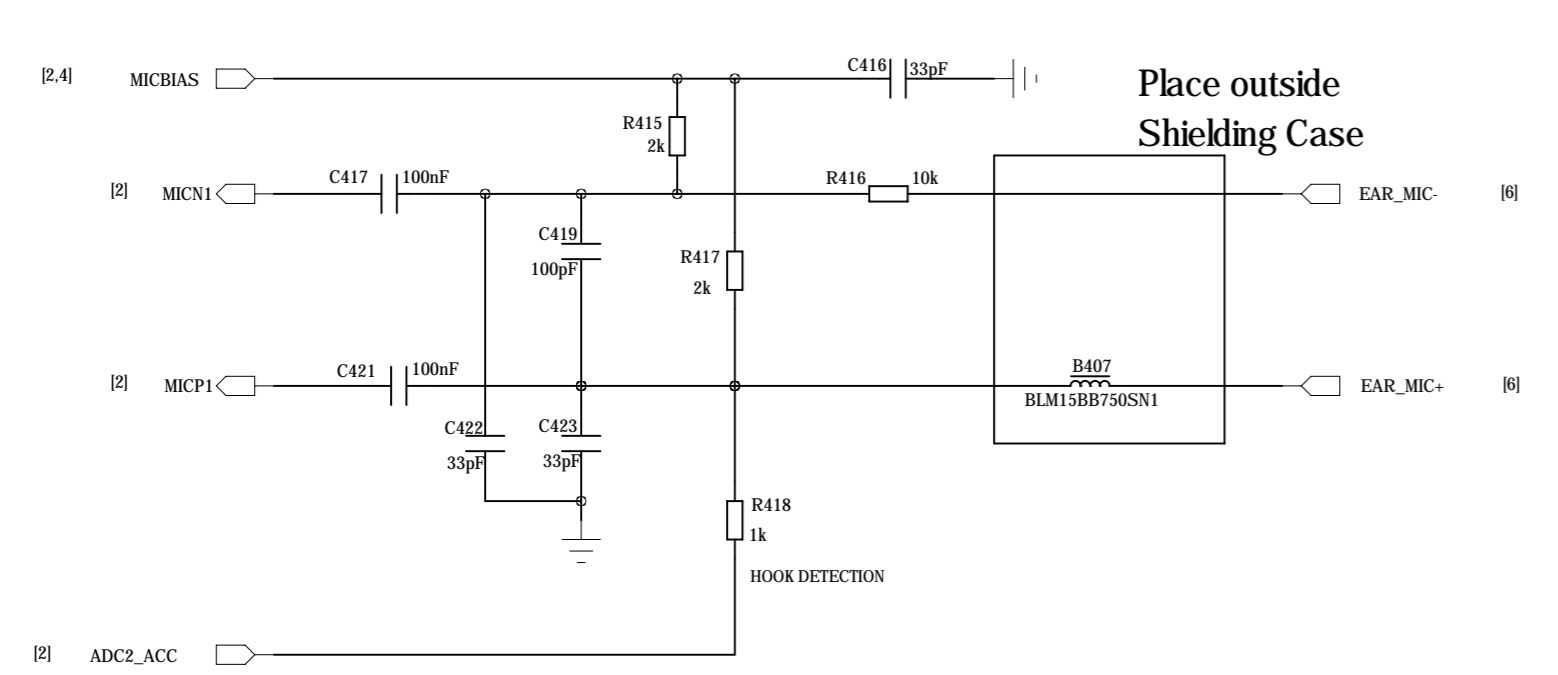 [2,4] MICBIAS C416 33pF
Place outside
Shielding Case
R415
2k
[2] MICN1 C417 100nF R416 10k EAR_MIC- [6]
C419
100pF
R417
2k
[2] MICP1 C421 100nF B407 EAR_MIC+ [6]
BLM15BB750SN1
C422 C423
33pF 33pF
R418
1k
HOOK DETECTION
[2] ADC2_ACC